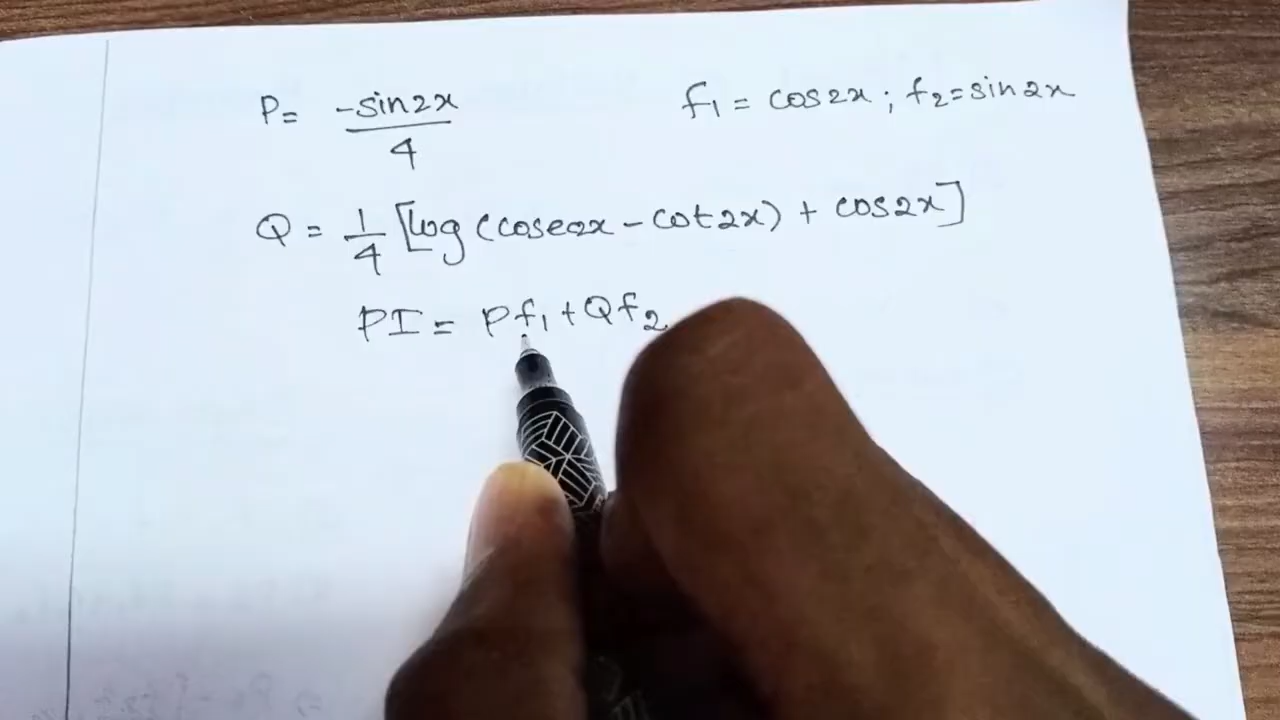 P = -sin2x / 4 f1 = cos2x ; f2 = sin2x
Q = 1/4 [log (cosec2x - cot2x) + cos2x]
PI = Pf1 + Qf2